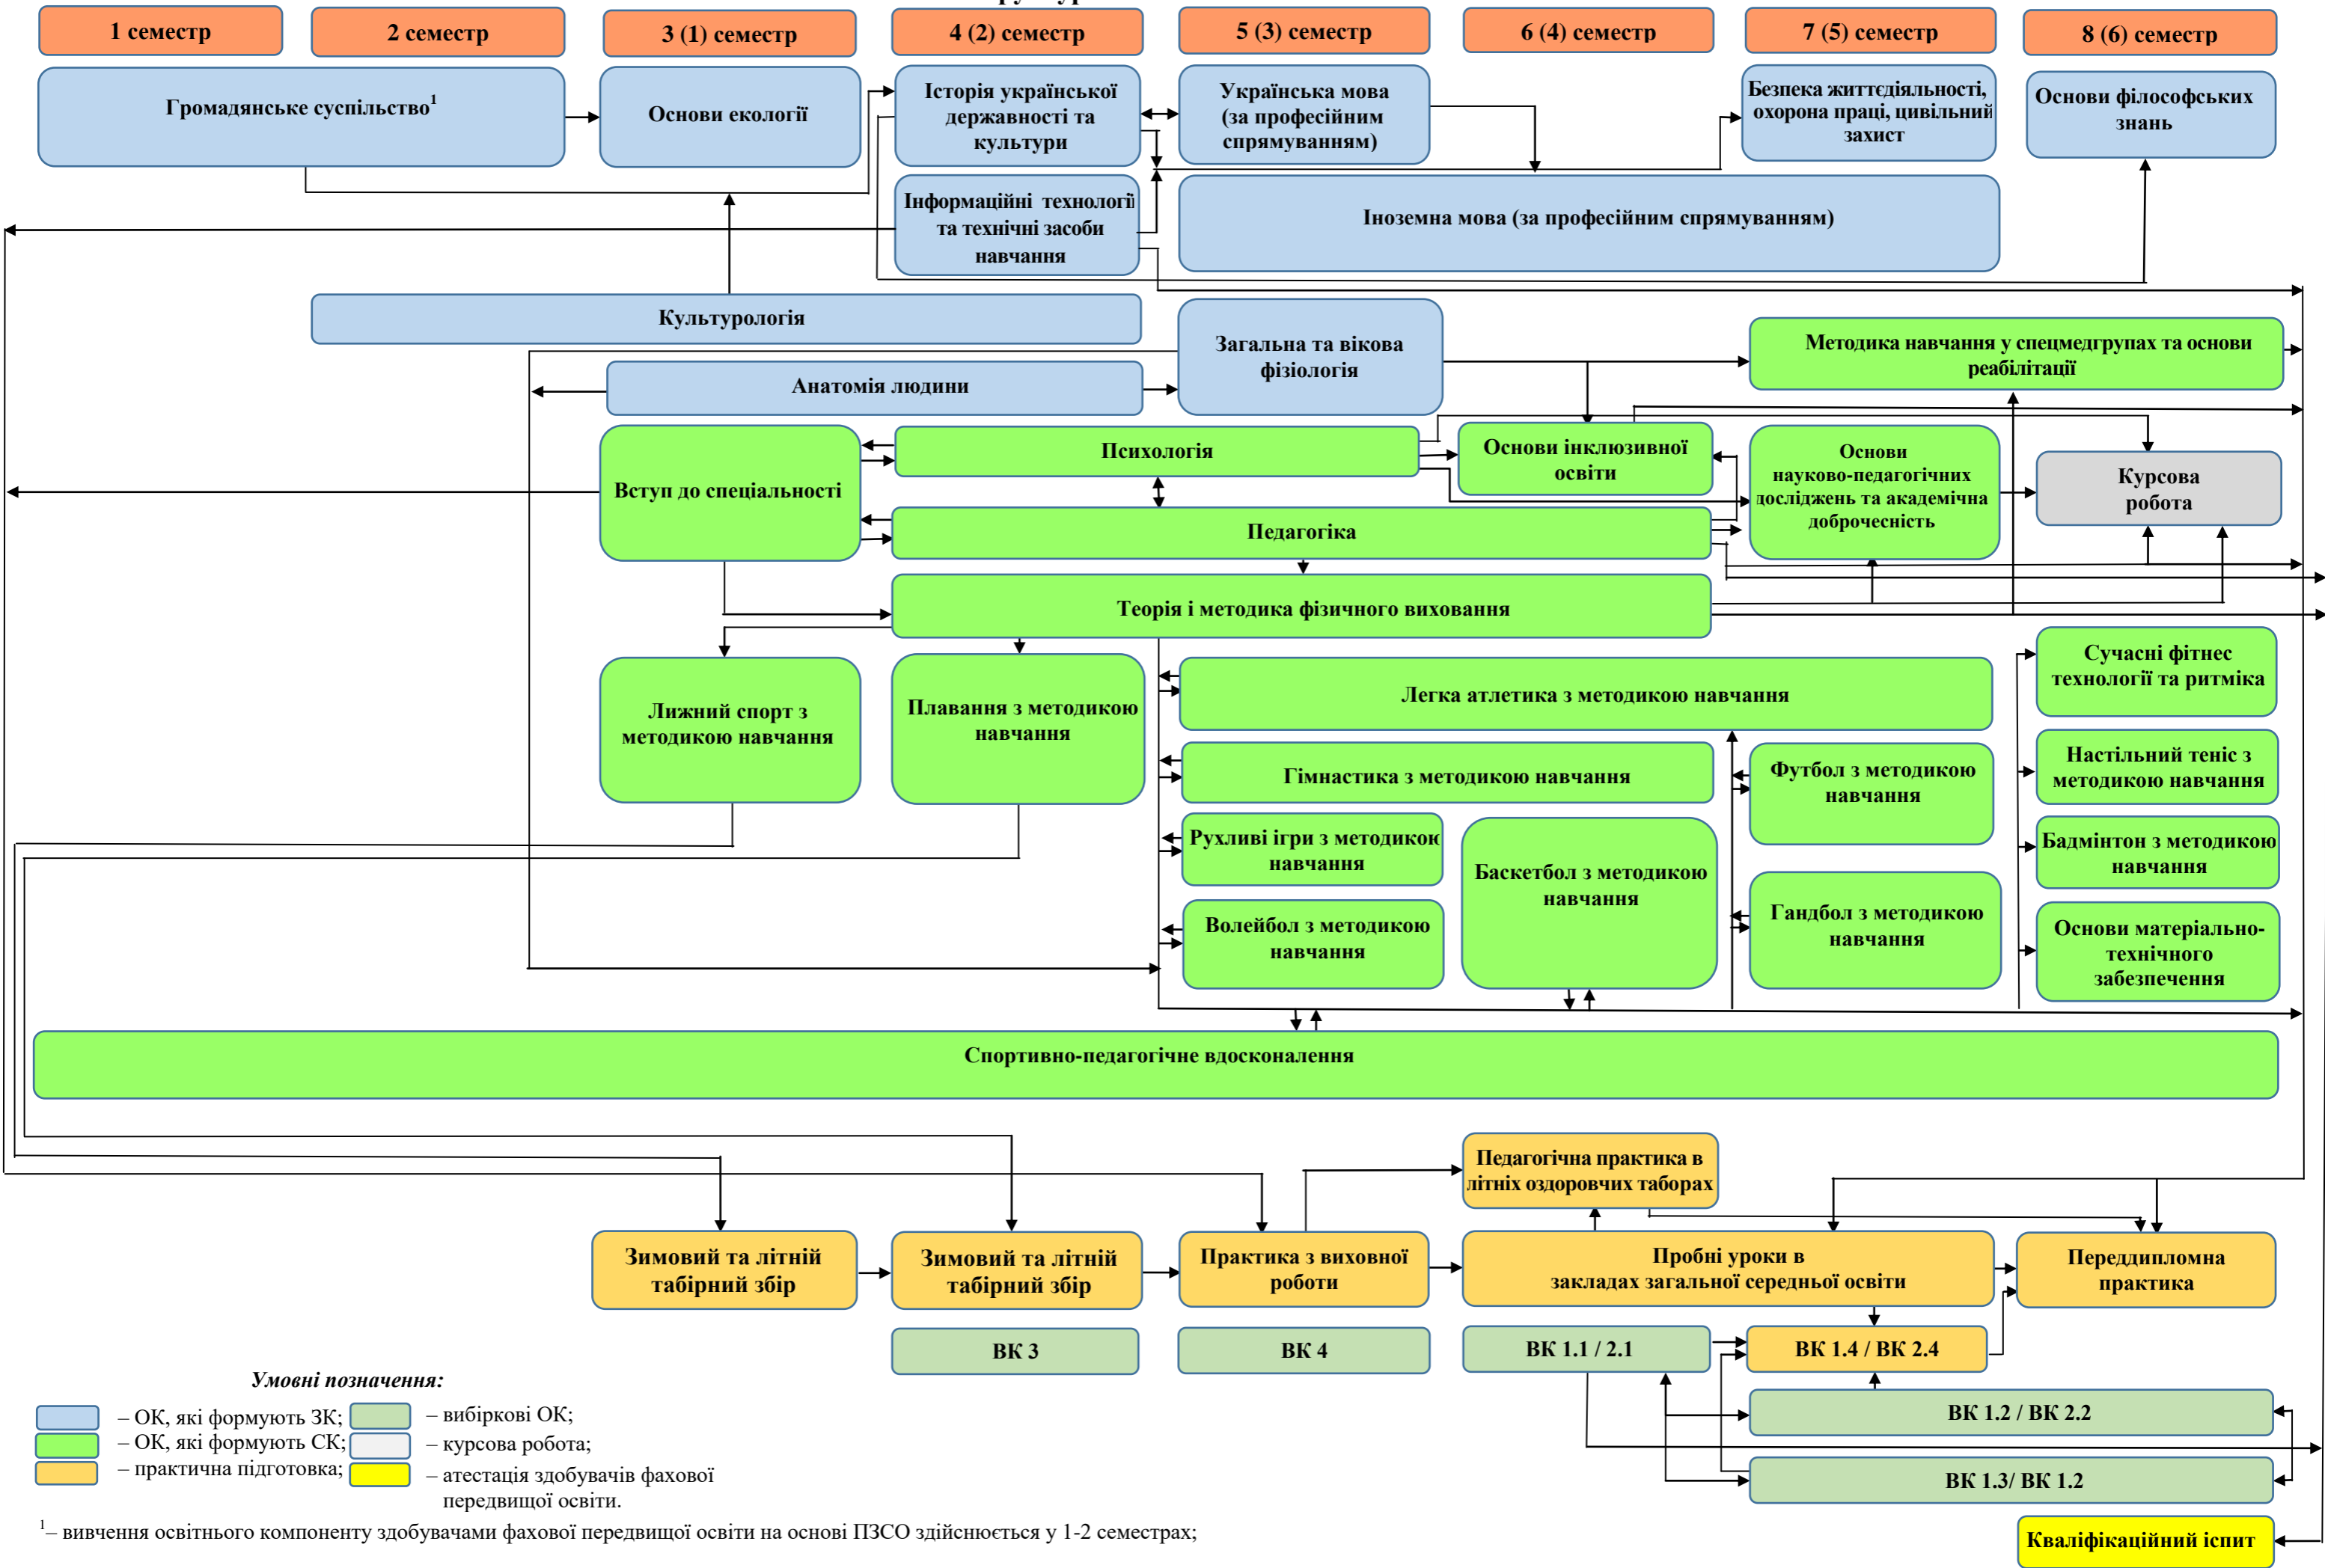 1 семестр
2 семестр
3 (1) семестр
4 (2) семестр
5 (3) семестр
6 (4) семестр
7 (5) семестр
8 (6) семестр
Громадянське суспільство1
Основи екології
Історія української
державності та
культури
Українська мова
(за професійним
спрямуванням)
Безпека життєдіяльності,
охорона праці, цивільний
захист
Основи філософських
знань
Інформаційні технології
та технічні засоби
навчання
Іноземна мова (за професійним спрямуванням)
Культурологія
Загальна та вікова
фізіологія
Методика навчання у спецмедгрупах та основи
реабілітації
Анатомія людини
Вступ до спеціальності
Психологія
Основи інклюзивної
освіти
Основи
науково-педагогічних
досліджень та академічна
доброчесність
Курсова
робота
Педагогіка
Теорія і методика фізичного виховання
Лижний спорт з
методикою навчання
Плавання з методикою
навчання
Легка атлетика з методикою навчання
Сучасні фітнес
технології та ритміка
Гімнастика з методикою навчання
Футбол з методикою
навчання
Настільний теніс з
методикою навчання
Рухливі ігри з методикою
навчання
Баскетбол з методикою
навчання
Бадмінтон з методикою
навчання
Волейбол з методикою
навчання
Гандбол з методикою
навчання
Основи матеріально-
технічного
забезпечення
Спортивно-педагогічне вдосконалення
Педагогічна практика в
літніх оздоровчих таборах
Зимовий та літній
табірний збір
Зимовий та літній
табірний збір
Практика з виховної
роботи
Пробні уроки в
закладах загальної середньої освіти
Переддипломна
практика
ВК 3
ВК 4
ВК 1.1 / 2.1
ВК 1.4 / ВК 2.4
ВК 1.2 / ВК 2.2
ВК 1.3/ ВК 1.2
Кваліфікаційний іспит
Умовні позначення:
– ОК, які формують ЗК;
– ОК, які формують СК;
– практична підготовка;
– вибіркові ОК;
– курсова робота;
– атестація здобувачів фахової
передвищої освіти.
1– вивчення освітнього компоненту здобувачами фахової передвищої освіти на основі ПЗСО здійснюється у 1-2 семестрах;